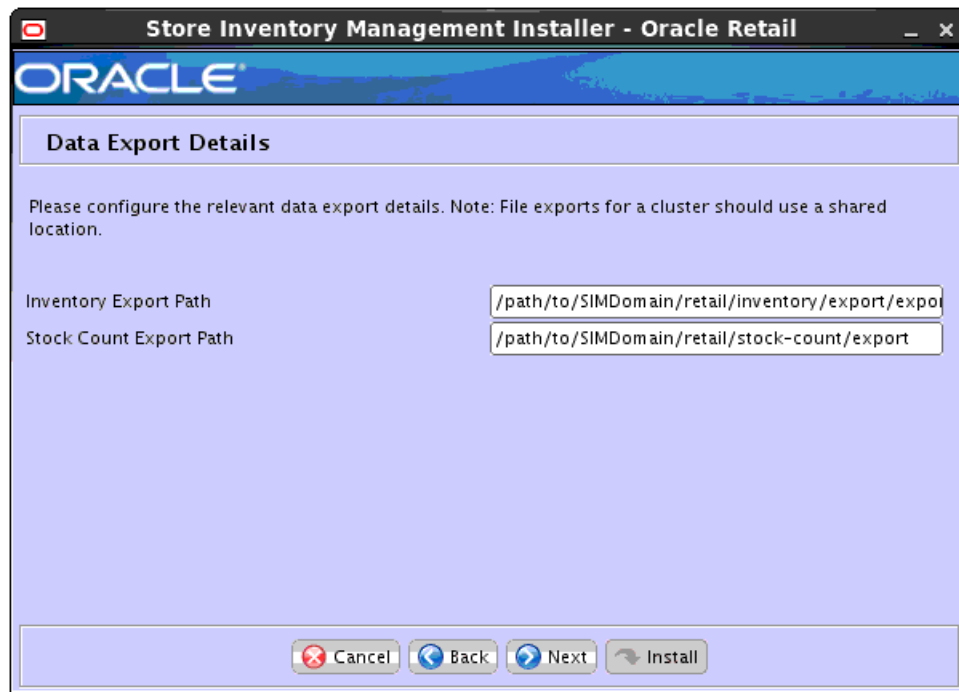 Store Inventory Management Installer - Oracle Retail
ORACLE
Data Export Details
Please configure the relevant data export details. Note: File exports for a cluster should use a shared
location.
Inventory Export Path
/path/to/SIMDomain/retail/inventory/export/expor
Stock Count Export Path
/path/to/SIMDomain/retail/stock-count/export
Cancel Back Next Install